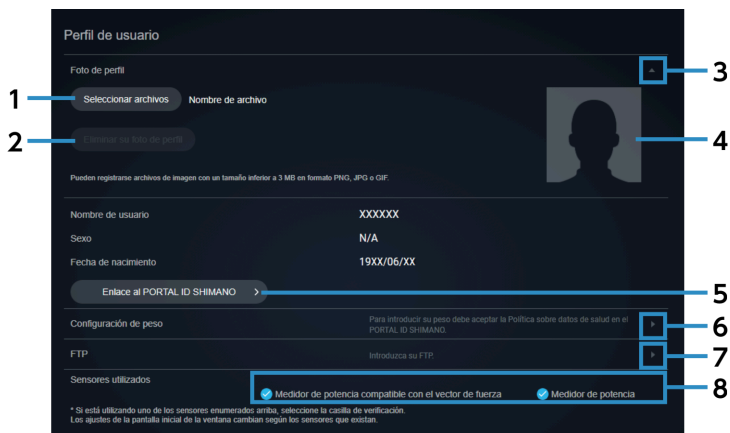 Perfil de usuario
Foto de perfil
3
1
Seleccionar archivos
Nombre de archivo
2
Eliminar su foto de perfil
4
Pueden registrarse archivos de imagen con un tamaño inferior a 3 MB en formato PNG, JPG o GIF.
Nombre de usuario
XXXXXX
Sexo
N/A
Fecha de nacimiento
19XX/06/XX
Enlace al PORTAL ID SHIMANO >
5
Configuración de peso
Para introducir su peso debe aceptar la Política sobre datos de salud en el
PORTAL ID SHIMANO.
6
FTP
Introduzca su FTP.
7
Sensores utilizados
Medidor de potencia compatible con el vector de fuerza
Medidor de potencia
8
* Si está utilizando uno de los sensores enumerados arriba, seleccione la casilla de verificación.
Los ajustes de la pantalla inicial de la ventana cambian según los sensores que existan.